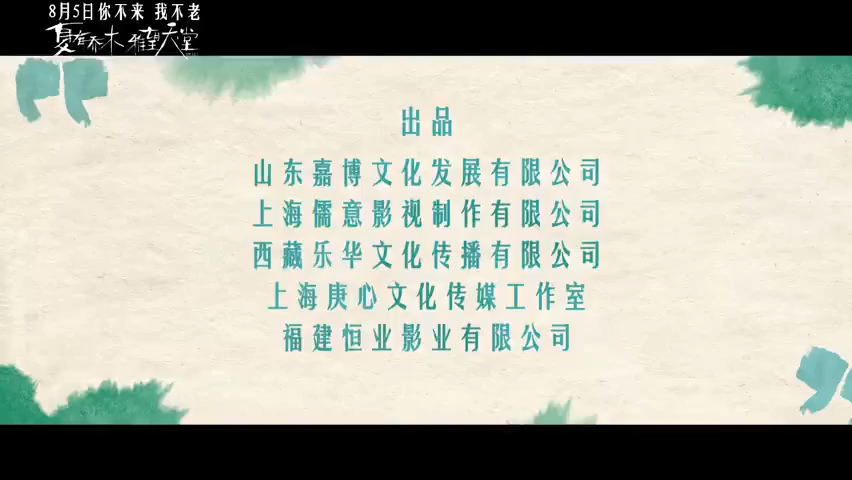 8月5日你不来 我不老
夏有乔木 雅望天堂
出品
山东嘉博文化发展有限公司
上海儒意影视制作有限公司
西藏乐华文化传播有限公司
上海庚心文化传媒工作室
福建恒业影业有限公司